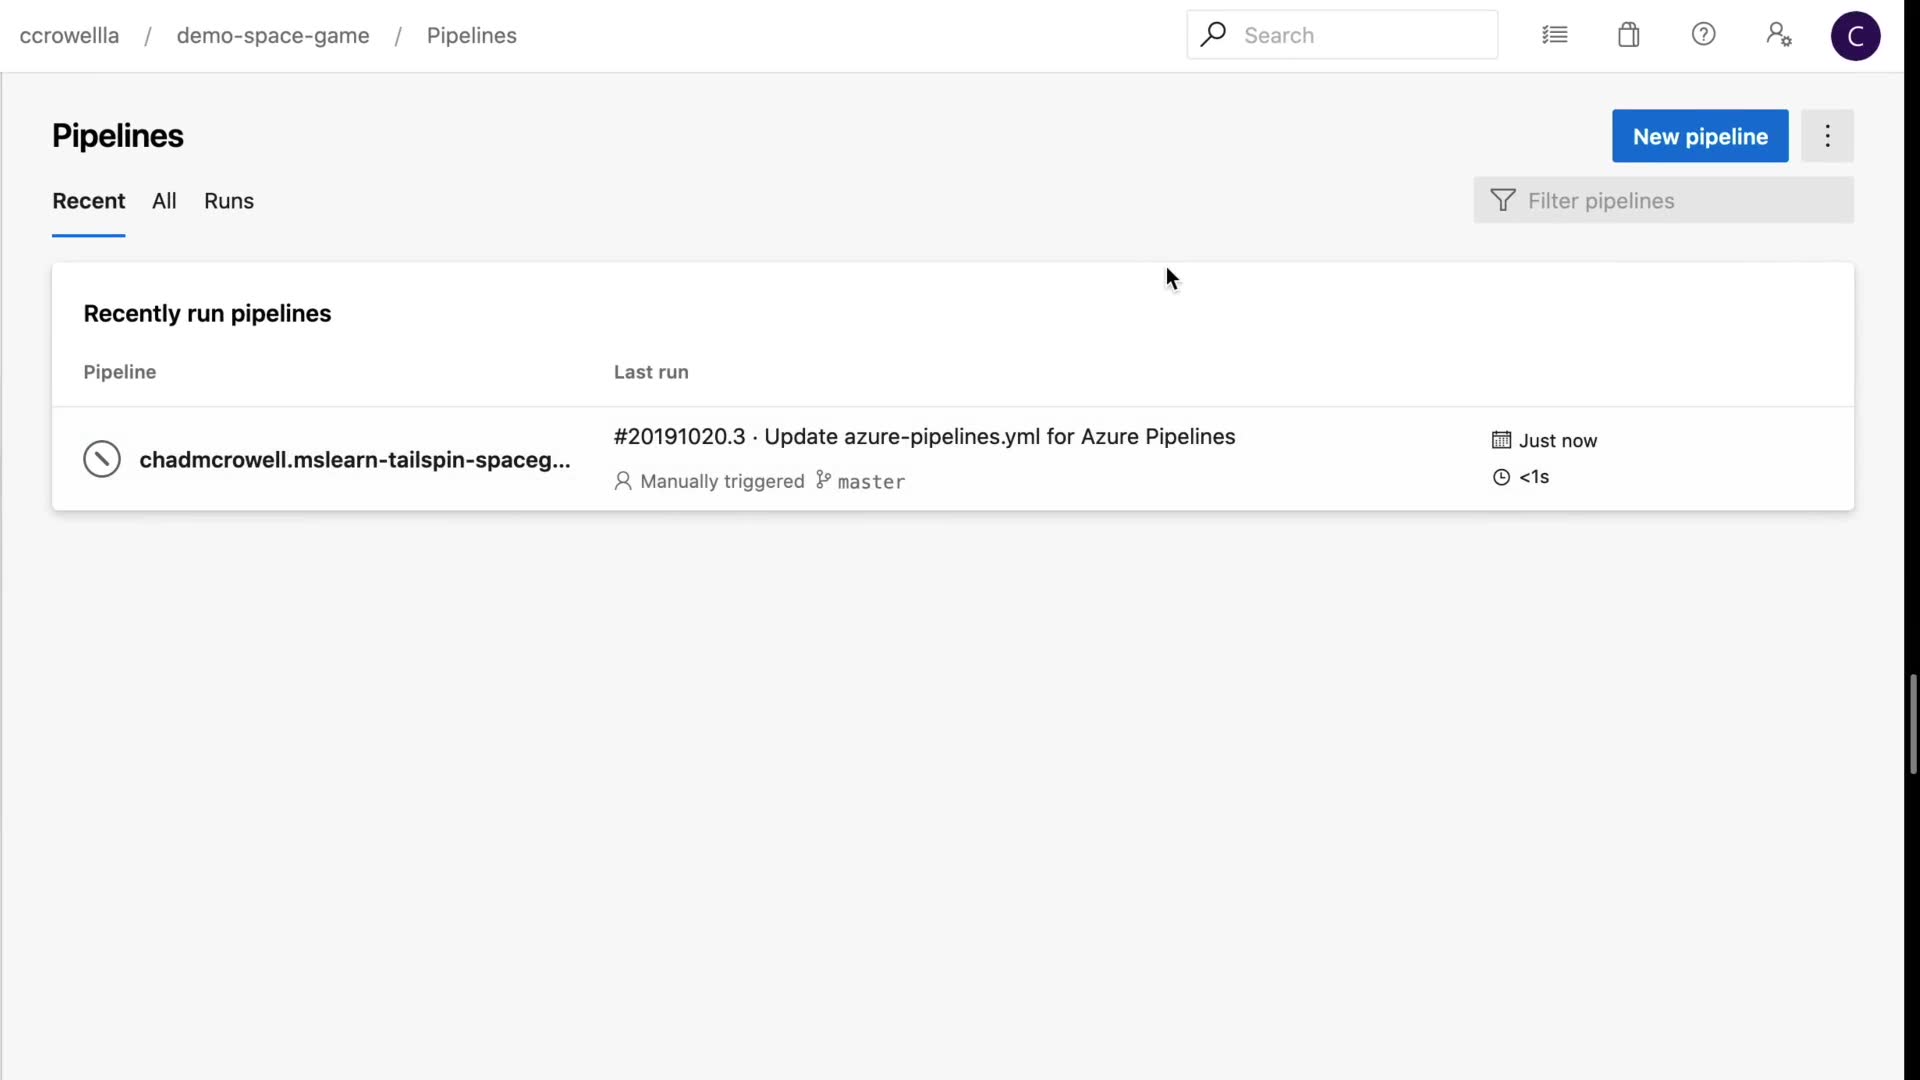 ccrowellla / demo-space-game / Pipelines
Search
C
Pipelines
New pipeline
Recent All Runs
Filter pipelines
Recently run pipelines
Pipeline Last run
#20191020.3 · Update azure-pipelines.yml for Azure Pipelines
Just now
chadmcrowell.mslearn-tailspin-spaceg...
Manually triggered master
<1s